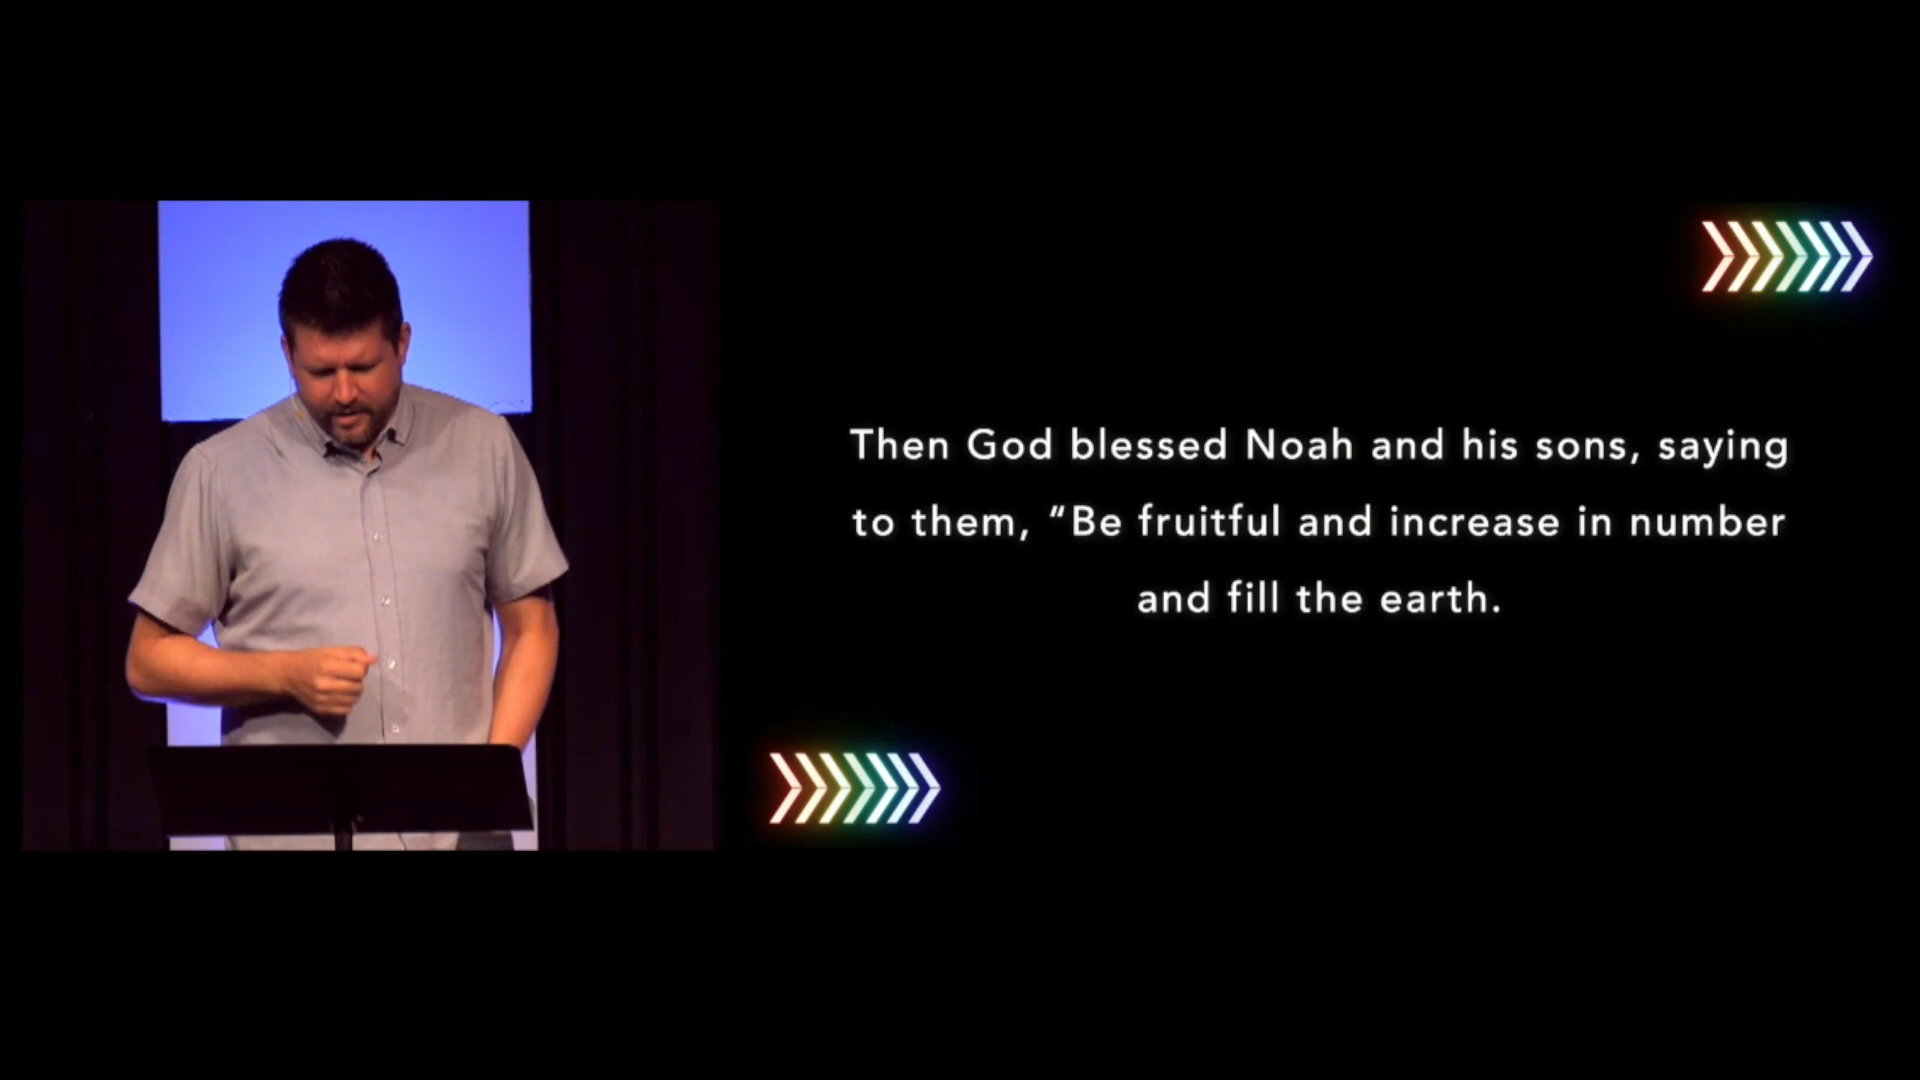 Then God blessed Noah and his sons, saying
to them, “Be fruitful and increase in number
and fill the earth.